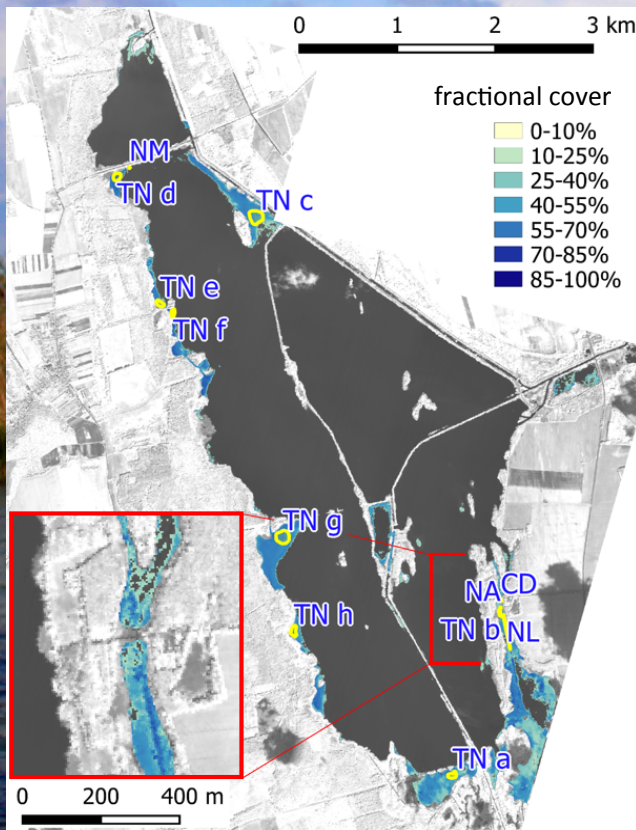 0 1 2 3 km
fractional cover
0-10%
10-25%
25-40%
40-55%
55-70%
70-85%
85-100%
NM
TN d
TN c
TN e
TN f
TN g
NA CD
TN h
TN b NL
TN a
0 200 400 m